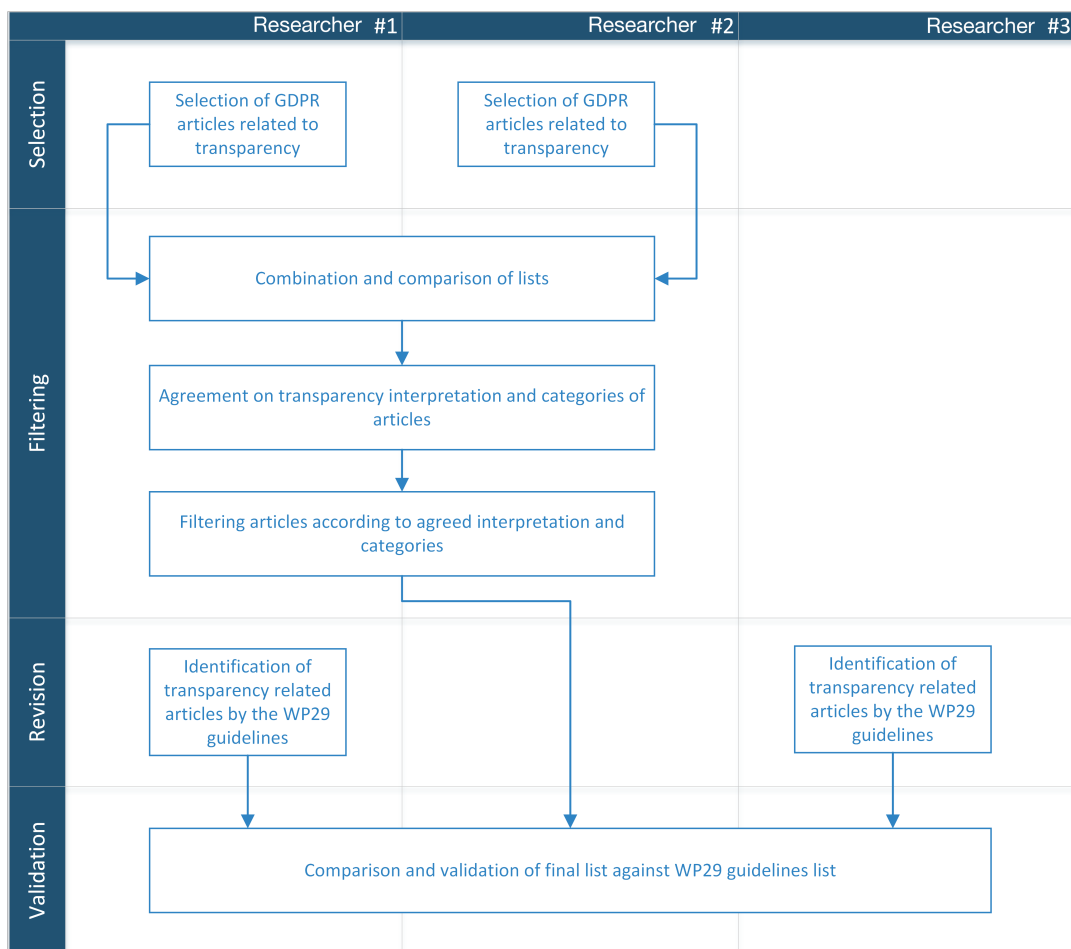 Researcher #1
Researcher #2
Researcher #3
Selection
Selection of GDPR
articles related to
transparency
Selection of GDPR
articles related to
transparency
Filtering
Combination and comparison of lists
Agreement on transparency interpretation and categories of
articles
Filtering articles according to agreed interpretation and
categories
Revision
Identification of
transparency related
articles by the WP29
guidelines
Identification of
transparency related
articles by the WP29
guidelines
Validation
Comparison and validation of final list against WP29 guidelines list